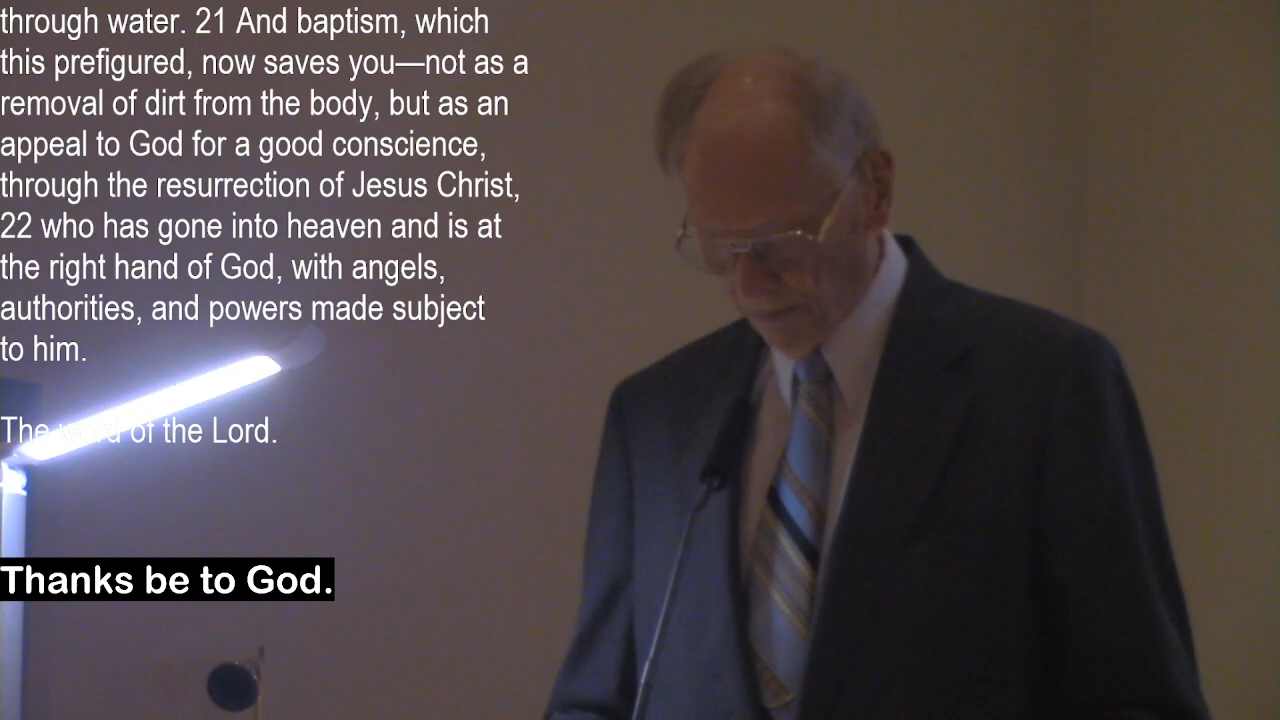 through water. 21 And baptism, which
this prefigured, now saves you—not as a
removal of dirt from the body, but as an
appeal to God for a good conscience,
through the resurrection of Jesus Christ,
22 who has gone into heaven and is at
the right hand of God, with angels,
authorities, and powers made subject
to him.
The word of the Lord.
Thanks be to God.